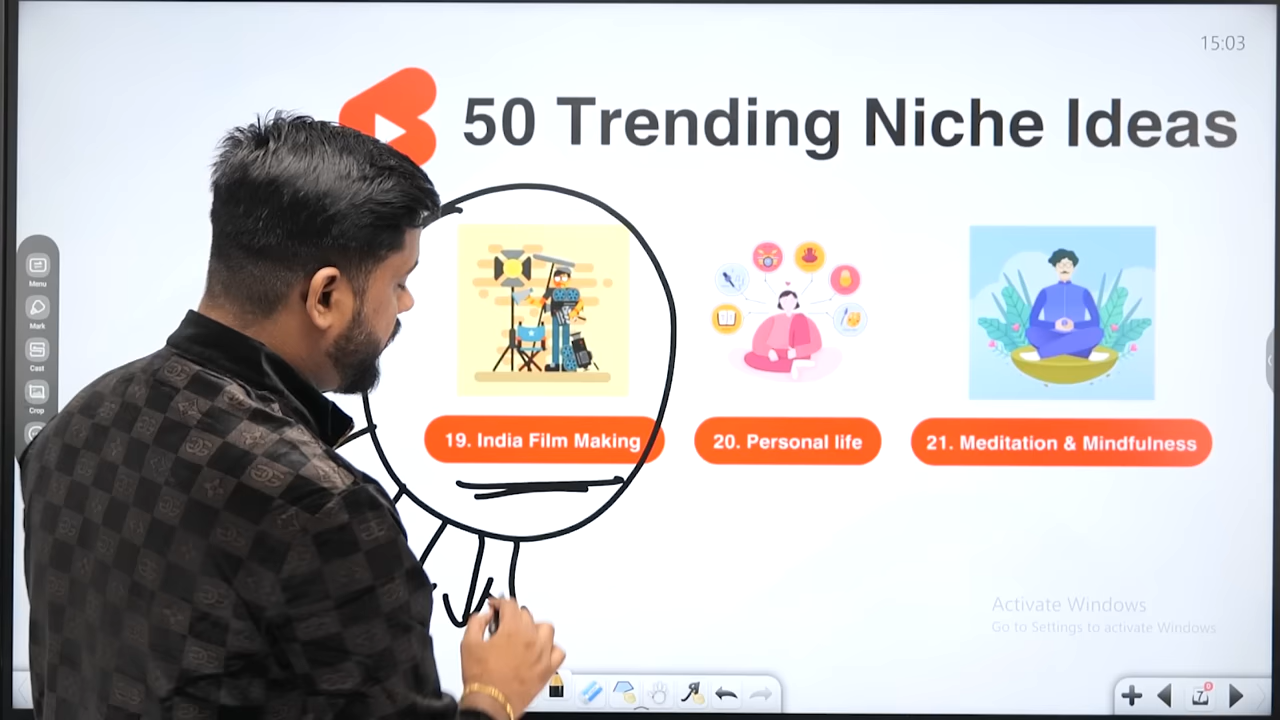 15:03
50 Trending Niche Ideas
Menu
Mark
Cast
Crop
19. India Film Making
20. Personal life
21. Meditation & Mindfulness
Activate Windows
Go to Settings to activate Windows
7